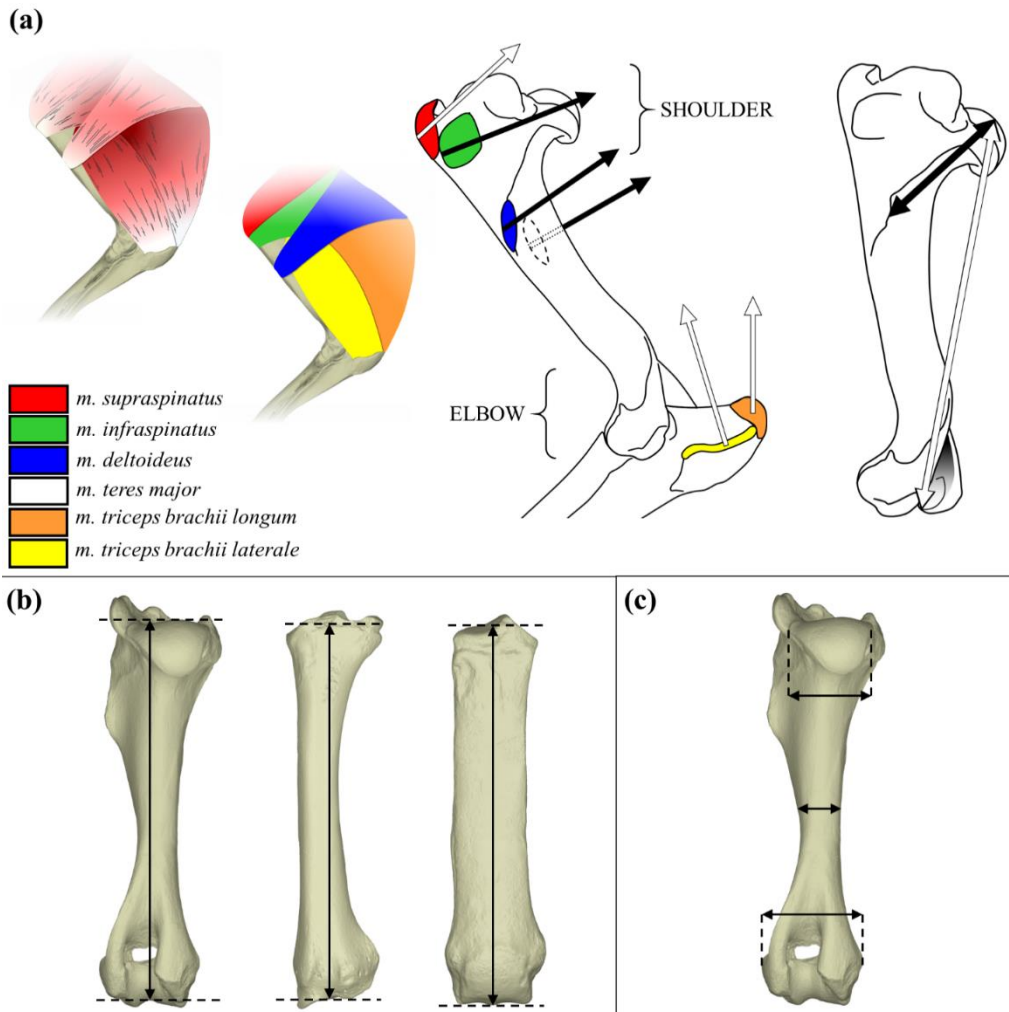 (a)
SHOULDER
ELBOW
m. supraspinatus
m. infraspinatus
m. deltoideus
m. teres major
m. triceps brachii longum
m. triceps brachii laterale
(b)
(c)